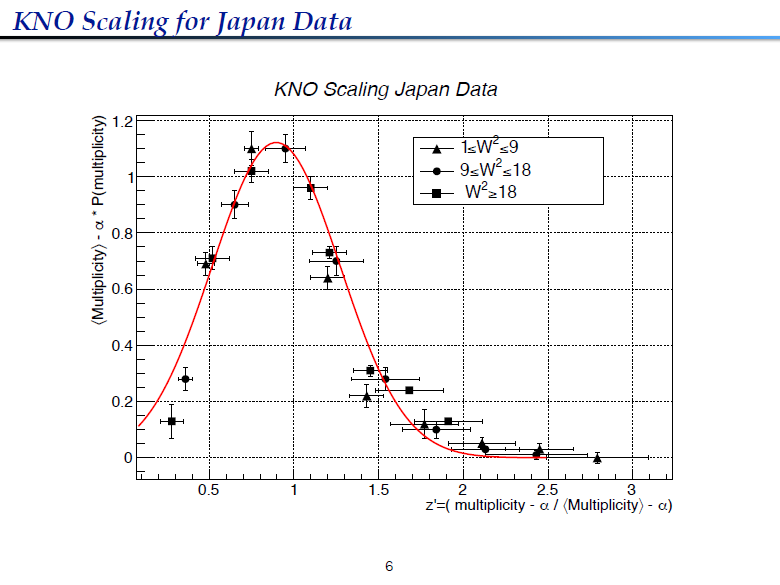 KNO Scaling for Japan Data
KNO Scaling Japan Data
⟨Multiplicity⟩ - α * P(multiplicity)
1.2
1
0.8
0.6
0.4
0.2
0
1≤W²≤9
9≤W²≤18
W²≥18
0.5 1 1.5 2 2.5 3
z'=( multiplicity - α / ⟨Multiplicity⟩ - α)
6